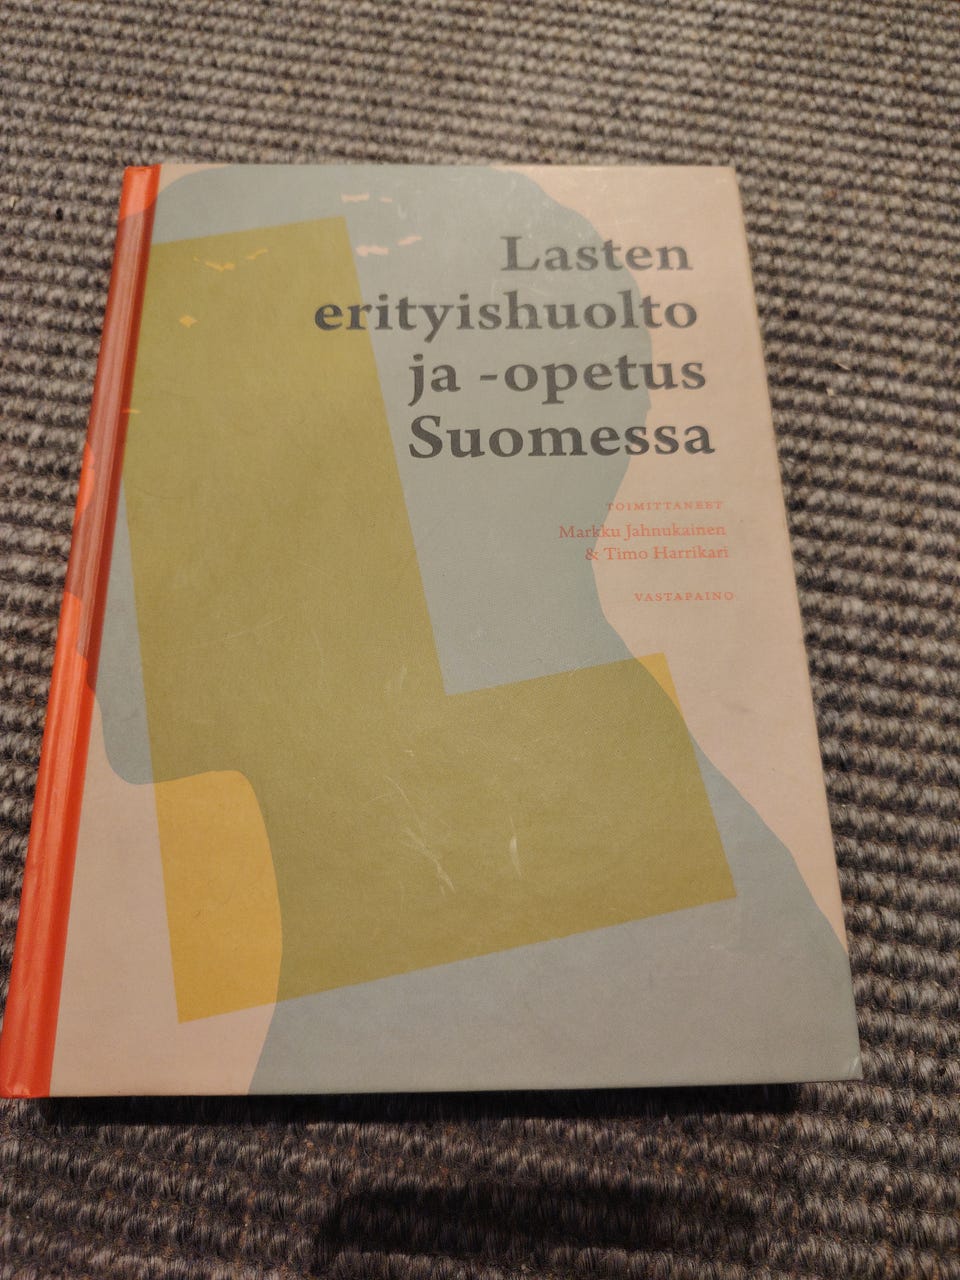 Lasten
erityishuolto
ja -opetus
Suomessa
TOIMITTANEET
Markku Jahnukainen
& Timo Harrikari
VASTAPAINO